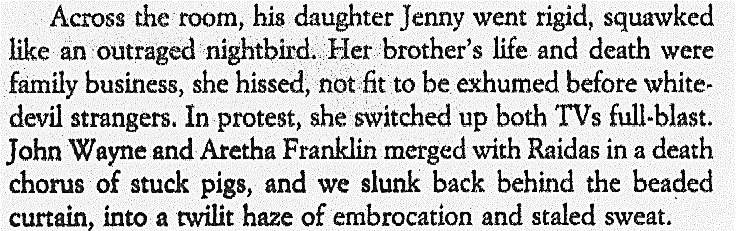 Across the room, his daughter Jenny went rigid, squawked
like an outraged nightbird. Her brother's life and death were
family business, she hissed, not fit to be exhumed before white-
devil strangers. In protest, she switched up both TVs full-blast.
John Wayne and Aretha Franklin merged with Raidas in a death
chorus of stuck pigs, and we slunk back behind the beaded
curtain, into a twilit haze of embrocation and staled sweat.